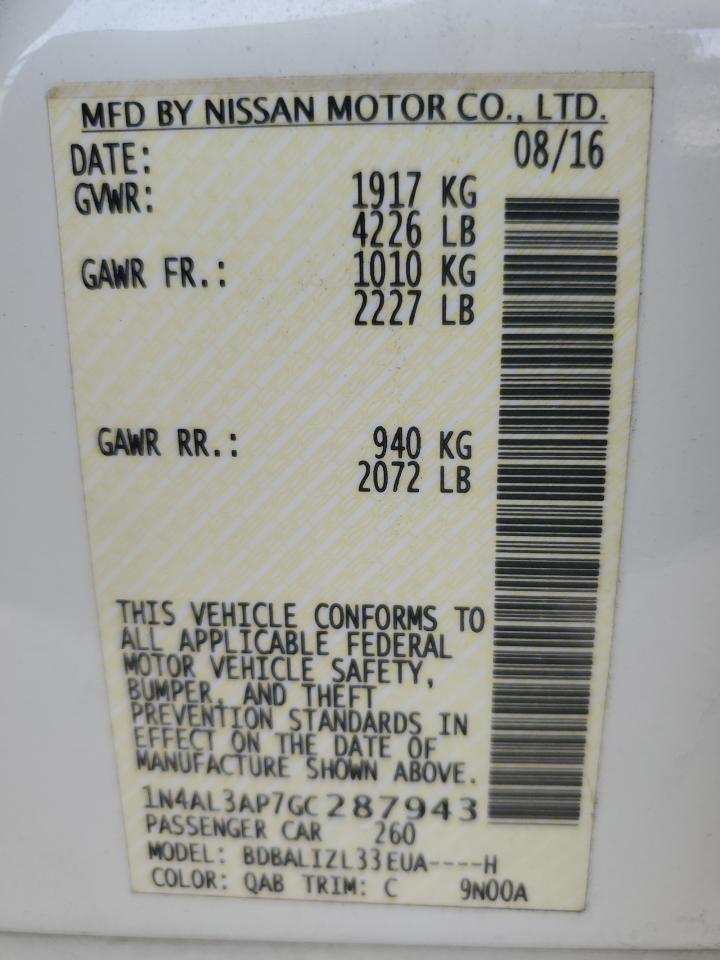 MFD BY NISSAN MOTOR CO., LTD.
DATE: 08/16
GVWR: 1917 KG
4226 LB
GAWR FR.: 1010 KG
2227 LB
GAWR RR.: 940 KG
2072 LB
THIS VEHICLE CONFORMS TO
ALL APPLICABLE FEDERAL
MOTOR VEHICLE SAFETY,
BUMPER, AND THEFT
PREVENTION STANDARDS IN
EFFECT ON THE DATE OF
MANUFACTURE SHOWN ABOVE.
1N4AL3AP7GC287943
PASSENGER CAR 260
MODEL: BDBALIZL33EUA----H
COLOR: QAB TRIM: C 9N00A